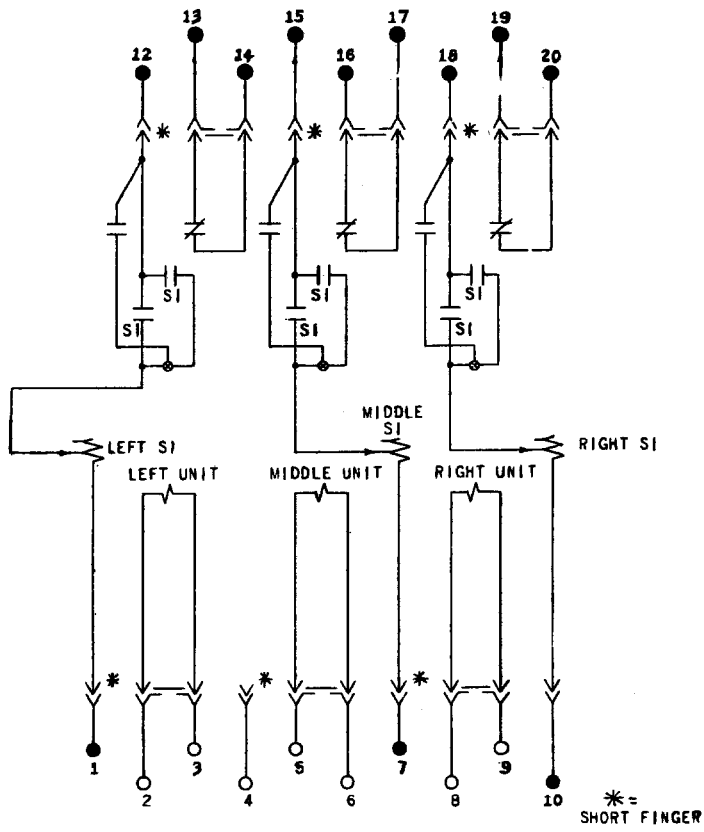 13 15 17 19
12 14 16 18 20
* * *
SI SI SI
SI SI SI
MIDDLE
SI
LEFT SI RIGHT SI
LEFT UNIT MIDDLE UNIT RIGHT UNIT
* * *
1 3 5 7 9
2 4 6 8 10
* =
SHORT FINGER